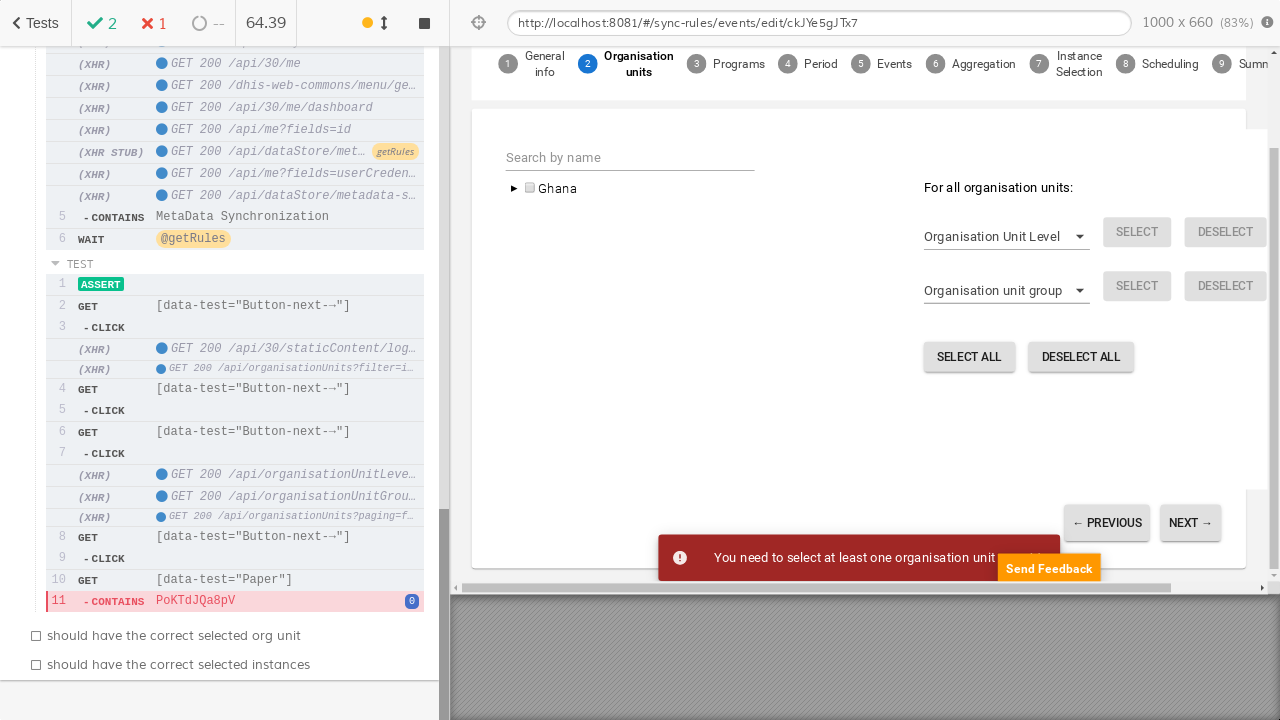 Tests 2 1 -- 64.39
http://localhost:8081/#/sync-rules/events/edit/ckJYe5gJTx7 1000 x 660 (83%)
(XHR) GET 200 /api/30/me
(XHR) GET 200 /dhis-web-commons/menu/ge…
(XHR) GET 200 /api/30/me/dashboard
(XHR) GET 200 /api/me?fields=id
(XHR STUB) GET 200 /api/dataStore/met… getRules
(XHR) GET 200 /api/me?fields=userCreden…
(XHR) GET 200 /api/dataStore/metadata-s…
5 -CONTAINS MetaData Synchronization
6 WAIT @getRules
TEST
1 ASSERT
2 GET [data-test="Button-next-→"]
3 -CLICK
(XHR) GET 200 /api/30/staticContent/log…
(XHR) GET 200 /api/organisationUnits?filter=i…
4 GET [data-test="Button-next-→"]
5 -CLICK
6 GET [data-test="Button-next-→"]
7 -CLICK
(XHR) GET 200 /api/organisationUnitLeve…
(XHR) GET 200 /api/organisationUnitGrou…
(XHR) GET 200 /api/organisationUnits?paging=f…
8 GET [data-test="Button-next-→"]
9 -CLICK
10 GET [data-test="Paper"]
11 -CONTAINS PoKTdJQa8pV 0
should have the correct selected org unit
should have the correct selected instances
1 General info
2 Organisation units
3 Programs
4 Period
5 Events
6 Aggregation
7 Instance Selection
8 Scheduling
9 Summ
Search by name
Ghana
For all organisation units:
Organisation Unit Level SELECT DESELECT
Organisation unit group SELECT DESELECT
SELECT ALL DESELECT ALL
← PREVIOUS NEXT →
You need to select at least one organisation unit
Send Feedback